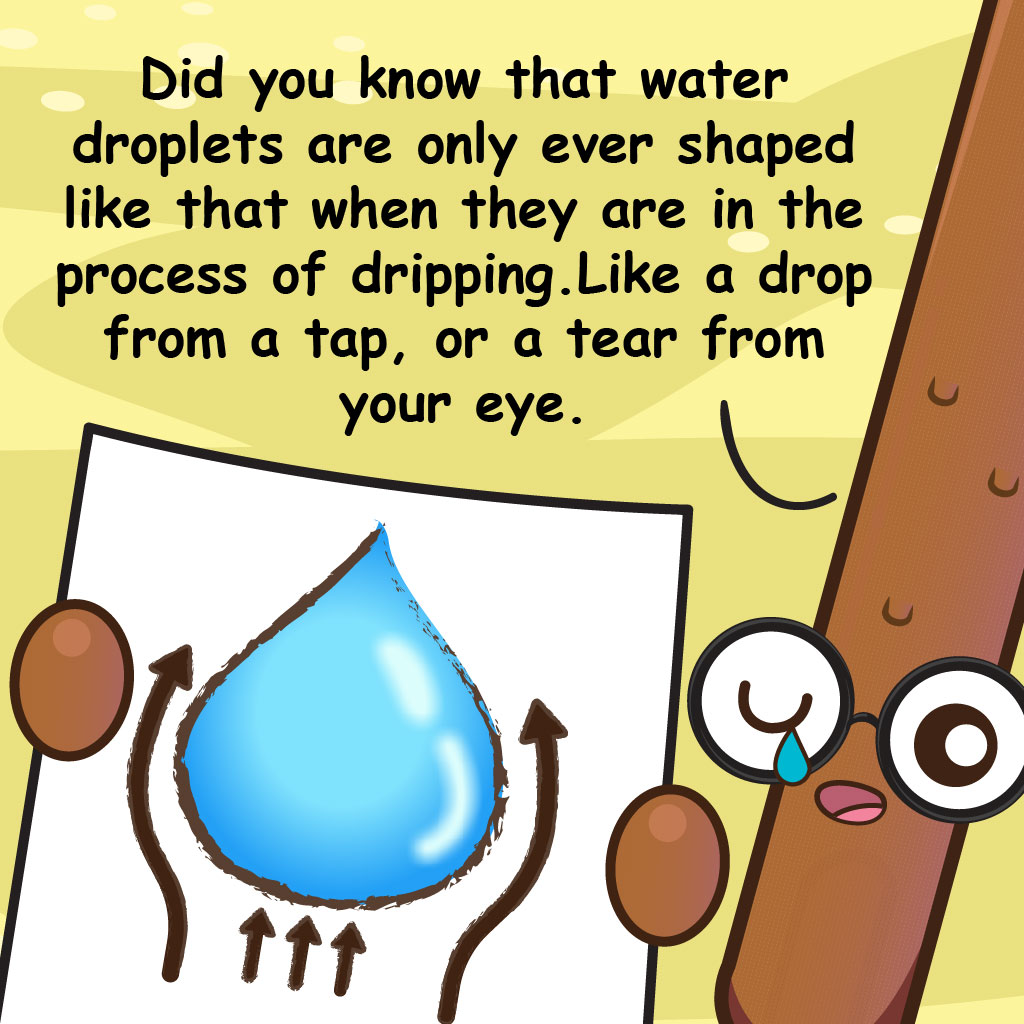 Did you know that water
droplets are only ever shaped
like that when they are in the
process of dripping.Like a drop
from a tap, or a tear from
your eye.